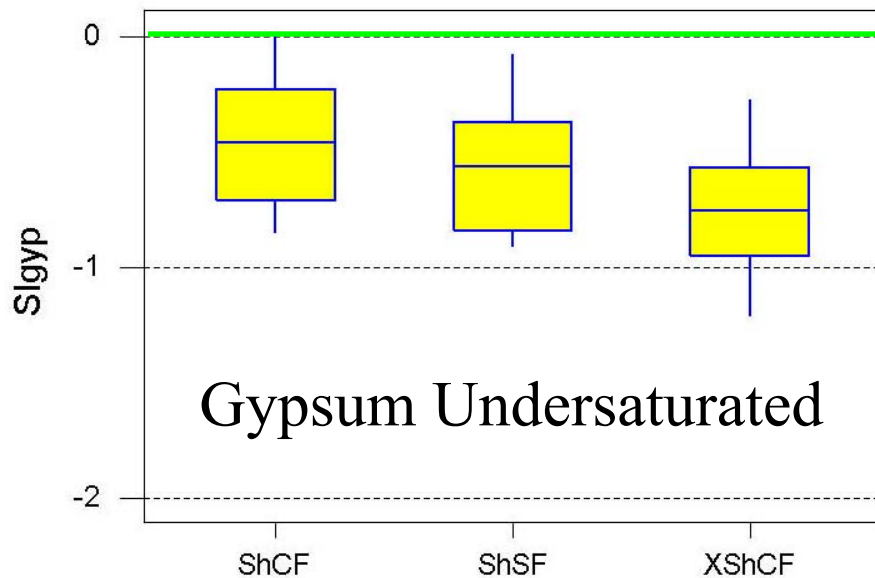 0
-1
-2
SIgyp
Gypsum Undersaturated
ShCF
ShSF
XShCF